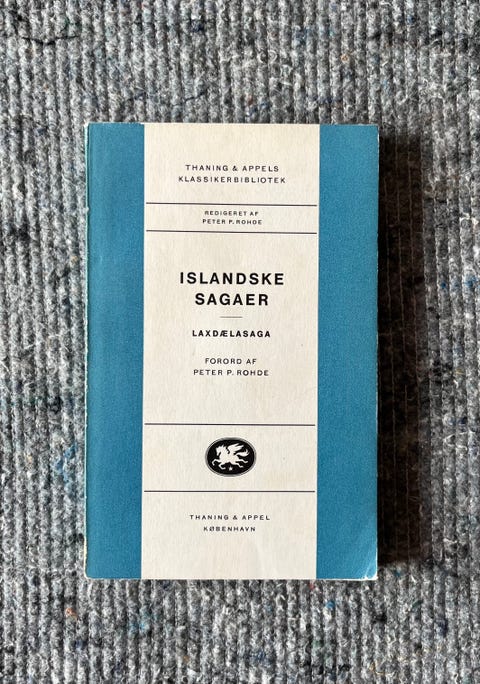 THANING & APPELS
KLASSIKERBIBLIOTEK
REDIGERET AF
PETER P. ROHDE
ISLANDSKE
SAGAER
LAXDÆLASAGA
FORORD AF
PETER P. ROHDE
THANING & APPEL
KØBENHAVN